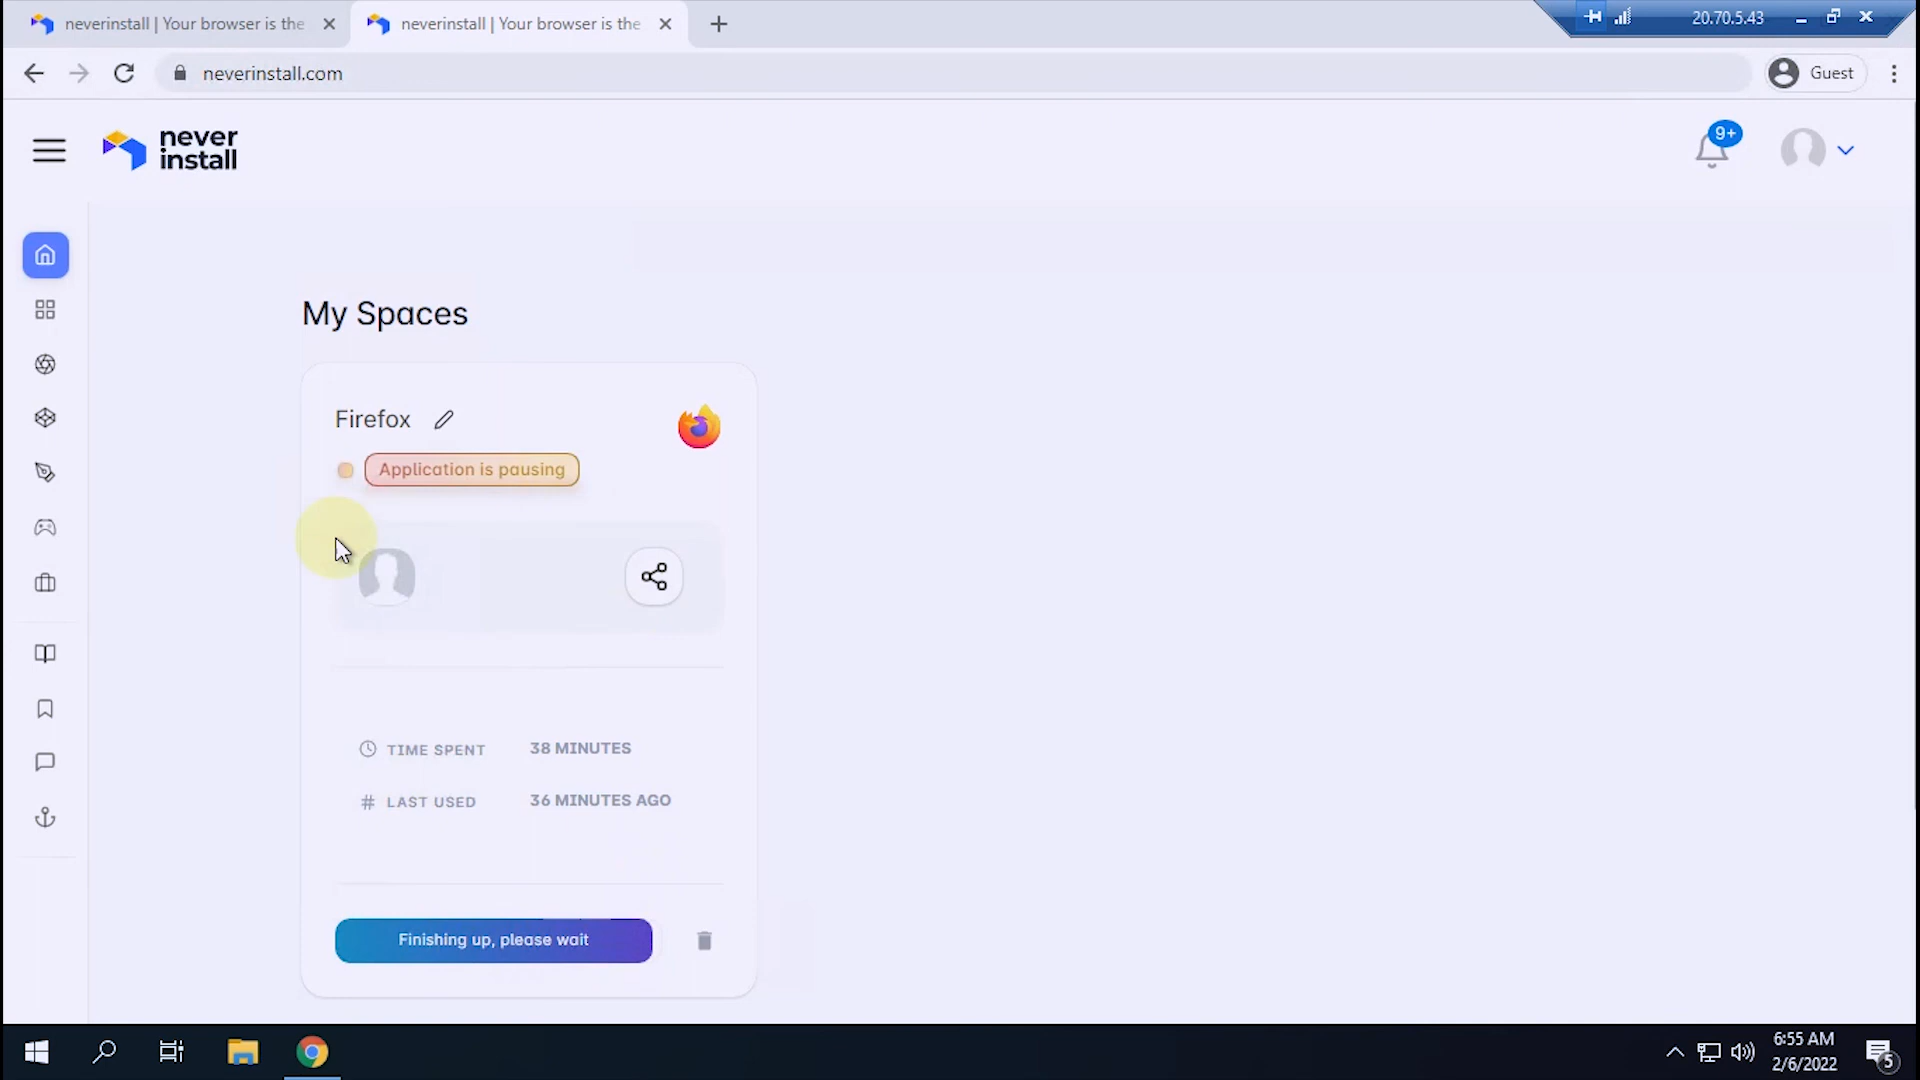 neverinstall | Your browser is the
neverinstall | Your browser is the
20.70.5.43
neverinstall.com
Guest
never
install
9+
My Spaces
Firefox
Application is pausing
TIME SPENT 38 MINUTES
# LAST USED 36 MINUTES AGO
Finishing up, please wait
6:55 AM
2/6/2022
5